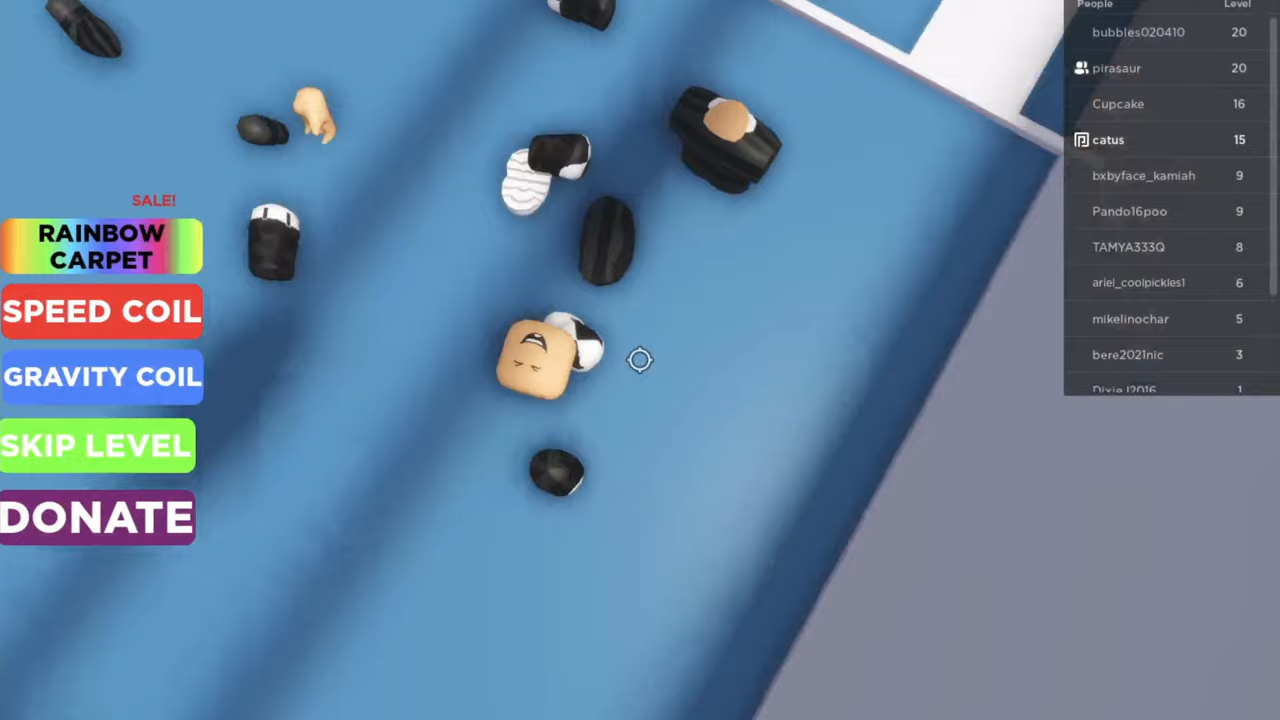 SALE!
RAINBOW
CARPET
SPEED COIL
GRAVITY COIL
SKIP LEVEL
DONATE
People Level
bubbles020410 20
pirasaur 20
Cupcake 16
catus 15
bxbyface_kamiah 9
Pando16poo 9
TAMYA333Q 8
ariel_coolpickles1 6
mikelinochar 5
bere2021nic 3